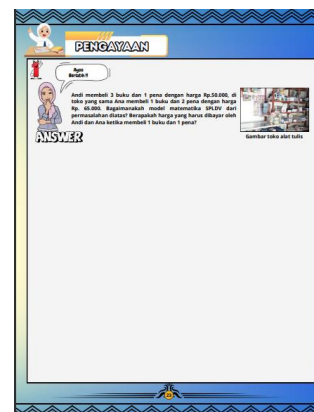 PENGAYAAN
Ayoo
Berlatih !!
Andi membeli 3 buku dan 1 pena dengan harga Rp.50.000, di
toko yang sama Ana membeli 1 buku dan 2 pena dengan harga
Rp. 65.000. Bagaimanakah model matematika SPLDV dari
permasalahan diatas? Berapakah harga yang harus dibayar oleh
Andi dan Ana ketika membeli 1 buku dan 1 pena?
Gambar toko alat tulis
ANSWER